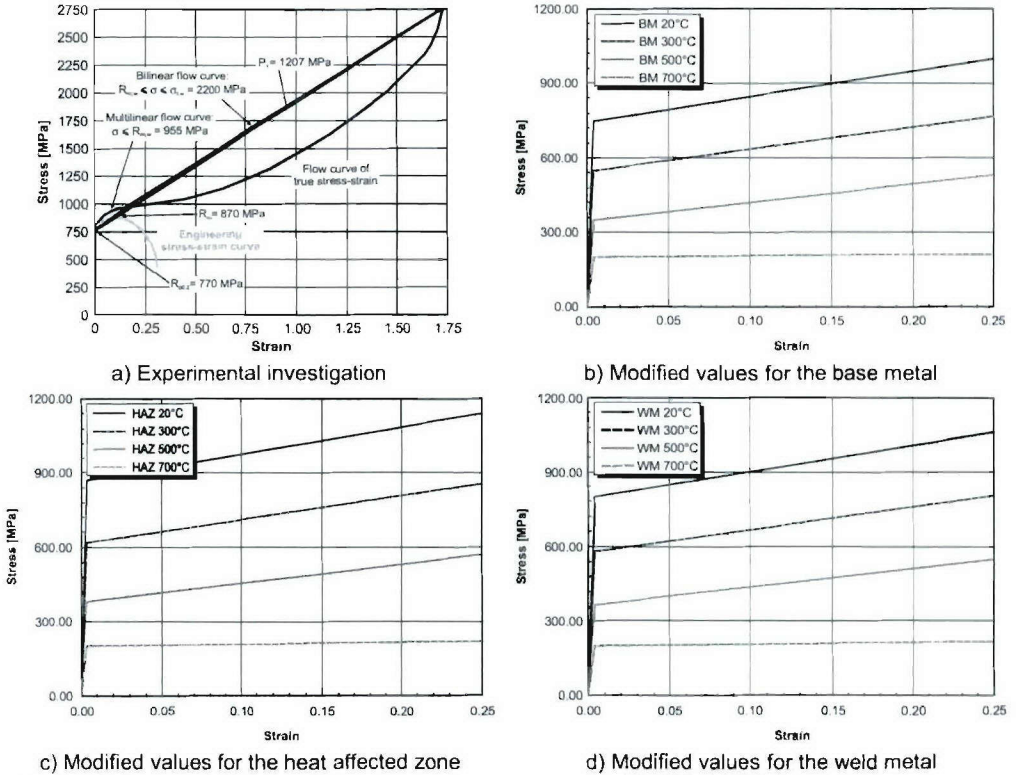 2750
2500
2250
2000
1750
1500
1250
1000
750
500
250
0
Stress [MPa]
0 0.25 0.50 0.75 1.00 1.25 1.50 1.75
Strain
= 1207 MPa
Bilinear flow curve:
= 2200 MPa
Multilinear flow curve:
= 955 MPa
Flow curve of
true stress-strain
= 870 MPa
Engineering
stress-strain curve
= 770 MPa
a) Experimental investigation
1200.00
900.00
600.00
300.00
0.00
Stress [MPa]
BM 20°C
BM 300°C
BM 500°C
BM 700°C
0.00 0.05 0.10 0.15 0.20 0.25
Strain
b) Modified values for the base metal
1200.00
900.00
600.00
300.00
0.00
Stress [MPa]
HAZ 20°C
HAZ 300°C
HAZ 500°C
HAZ 700°C
0.00 0.05 0.10 0.15 0.20 0.25
Strain
c) Modified values for the heat affected zone
1200.00
900.00
600.00
300.00
0.00
Stress [MPa]
WM 20°C
WM 300°C
WM 500°C
WM 700°C
0.00 0.05 0.10 0.15 0.20 0.25
Strain
d) Modified values for the weld metal